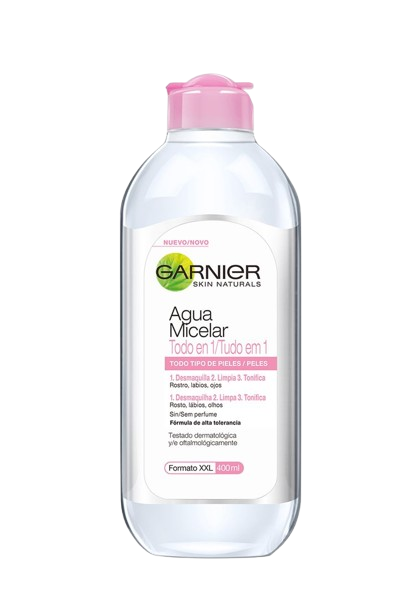 NUEVO/NOVO
GARNIER
SKIN NATURALS
Agua
Micelar
Todo en 1/Tudo em 1
TODO TIPO DE PIELES / PELES
1. Desmaquilla 2. Limpia 3. Tonifica
Rostro, labios, ojos
1. Desmaquilha 2. Limpa 3. Tonifica
Rosto, lábios, olhos
Sin/Sem perfume
Fórmula de alta tolerancia
Testado dermatológica
y/e oftalmológicamente
Formato XXL 400ml